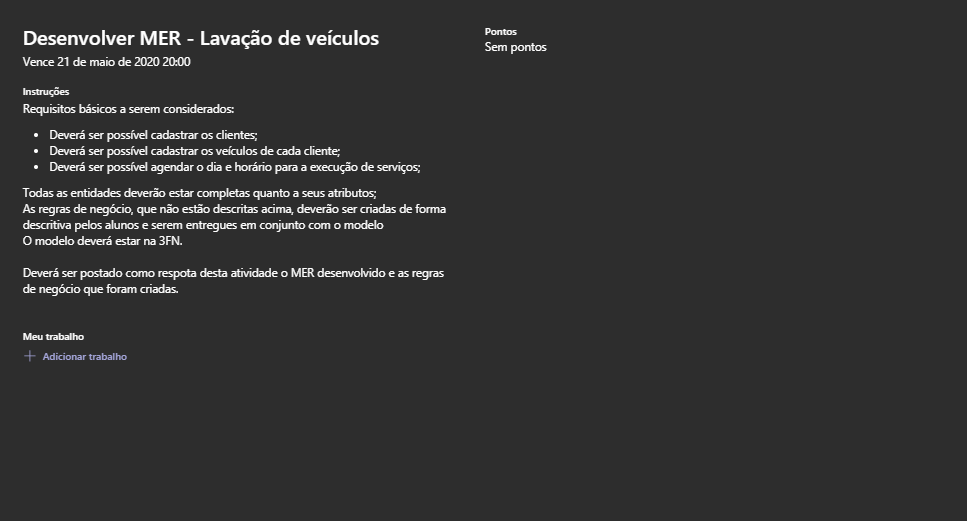 Desenvolver MER - Lavação de veículos
Vence 21 de maio de 2020 20:00
Instruções
Requisitos básicos a serem considerados:
• Deverá ser possível cadastrar os clientes;
• Deverá ser possível cadastrar os veículos de cada cliente;
• Deverá ser possível agendar o dia e horário para a execução de serviços;
Todas as entidades deverão estar completas quanto a seus atributos;
As regras de negócio, que não estão descritas acima, deverão ser criadas de forma
descritiva pelos alunos e serem entregues em conjunto com o modelo
O modelo deverá estar na 3FN.
Deverá ser postado como respota desta atividade o MER desenvolvido e as regras
de negócio que foram criadas.
Meu trabalho
Adicionar trabalho
Pontos
Sem pontos